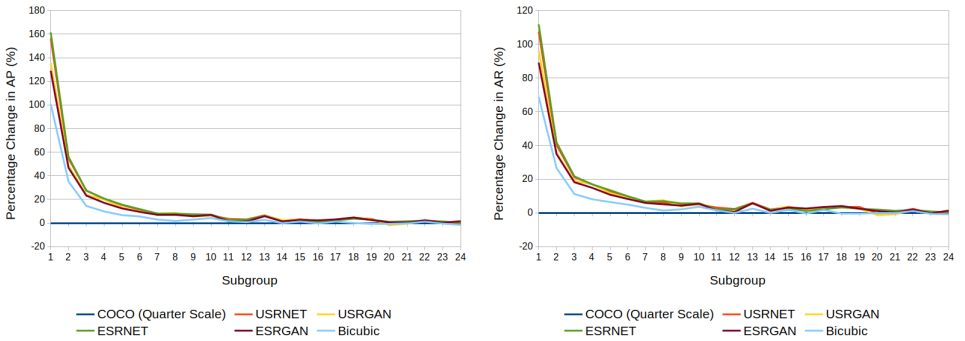 Percentage Change in AP (%)
180
160
140
120
100
80
60
40
20
0
-20
1 2 3 4 5 6 7 8 9 10 11 12 13 14 15 16 17 18 19 20 21 22 23 24
Subgroup
COCO (Quarter Scale) USRNET USRGAN
ESRNET ESRGAN Bicubic
Percentage Change in AR (%)
120
100
80
60
40
20
0
-20
1 2 3 4 5 6 7 8 9 10 11 12 13 14 15 16 17 18 19 20 21 22 23 24
Subgroup
COCO (Quarter Scale) USRNET USRGAN
ESRNET ESRGAN Bicubic